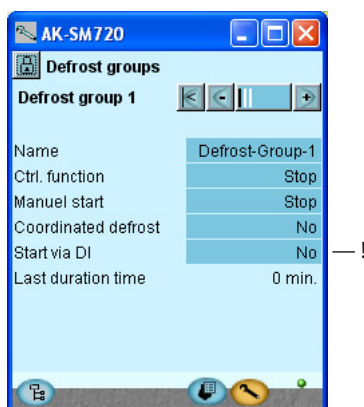 AK-SM720
Defrost groups
Defrost group 1
Name Defrost-Group-1
Ctrl. function Stop
Manuel start Stop
Coordinated defrost No
Start via DI No — !
Last duration time 0 min.